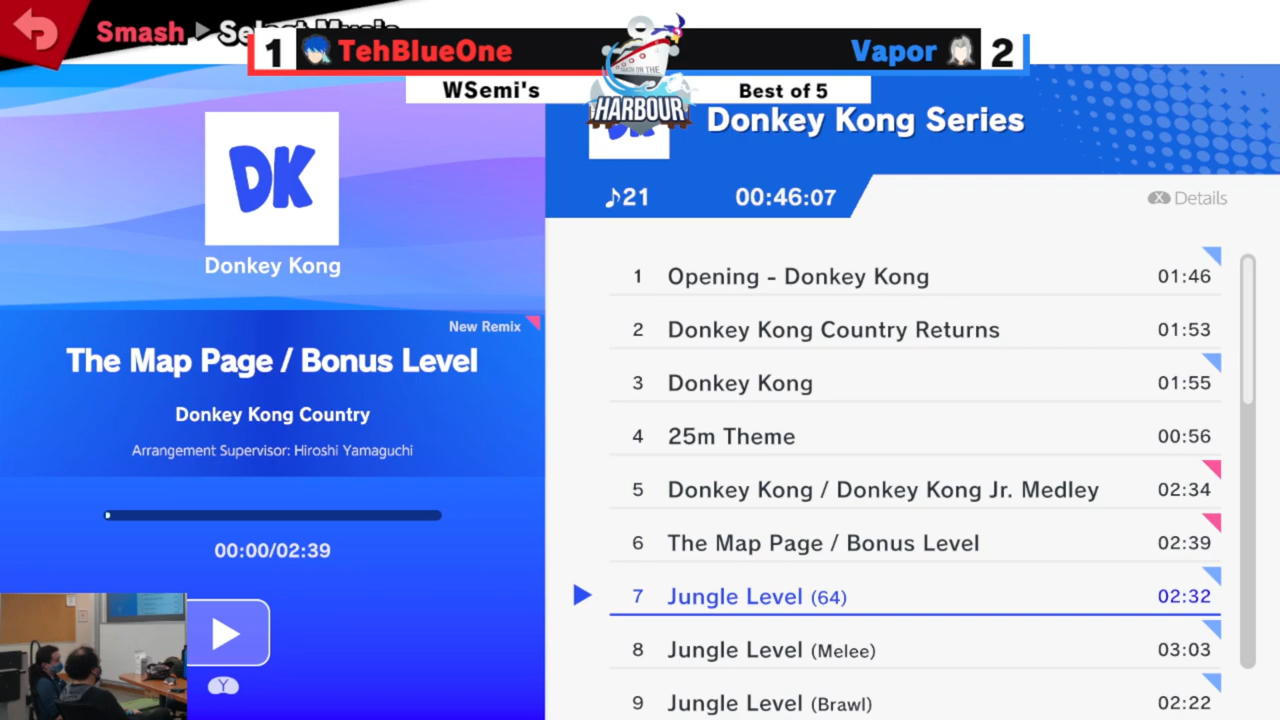 Smash ▶ Select Music
1 TehBlueOne
Vapor 2
WSemi's
Best of 5
SMASH ON THE
HARBOUR
DK
Donkey Kong
New Remix
The Map Page / Bonus Level
Donkey Kong Country
Arrangement Supervisor: Hiroshi Yamaguchi
00:00/02:39
Y
Donkey Kong Series
♪21 00:46:07
X Details
1 Opening - Donkey Kong 01:46
2 Donkey Kong Country Returns 01:53
3 Donkey Kong 01:55
4 25m Theme 00:56
5 Donkey Kong / Donkey Kong Jr. Medley 02:34
6 The Map Page / Bonus Level 02:39
7 Jungle Level (64) 02:32
8 Jungle Level (Melee) 03:03
9 Jungle Level (Brawl) 02:22